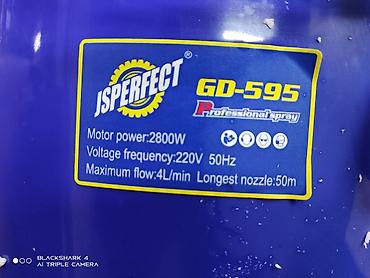 JSPERFECT
GD-595
Professional spray
Motor power:2800W
Voltage frequency:220V 50Hz
Maximum flow:4L/min Longest nozzle:50m
BLACKSHARK 4
AI TRIPLE CAMERA